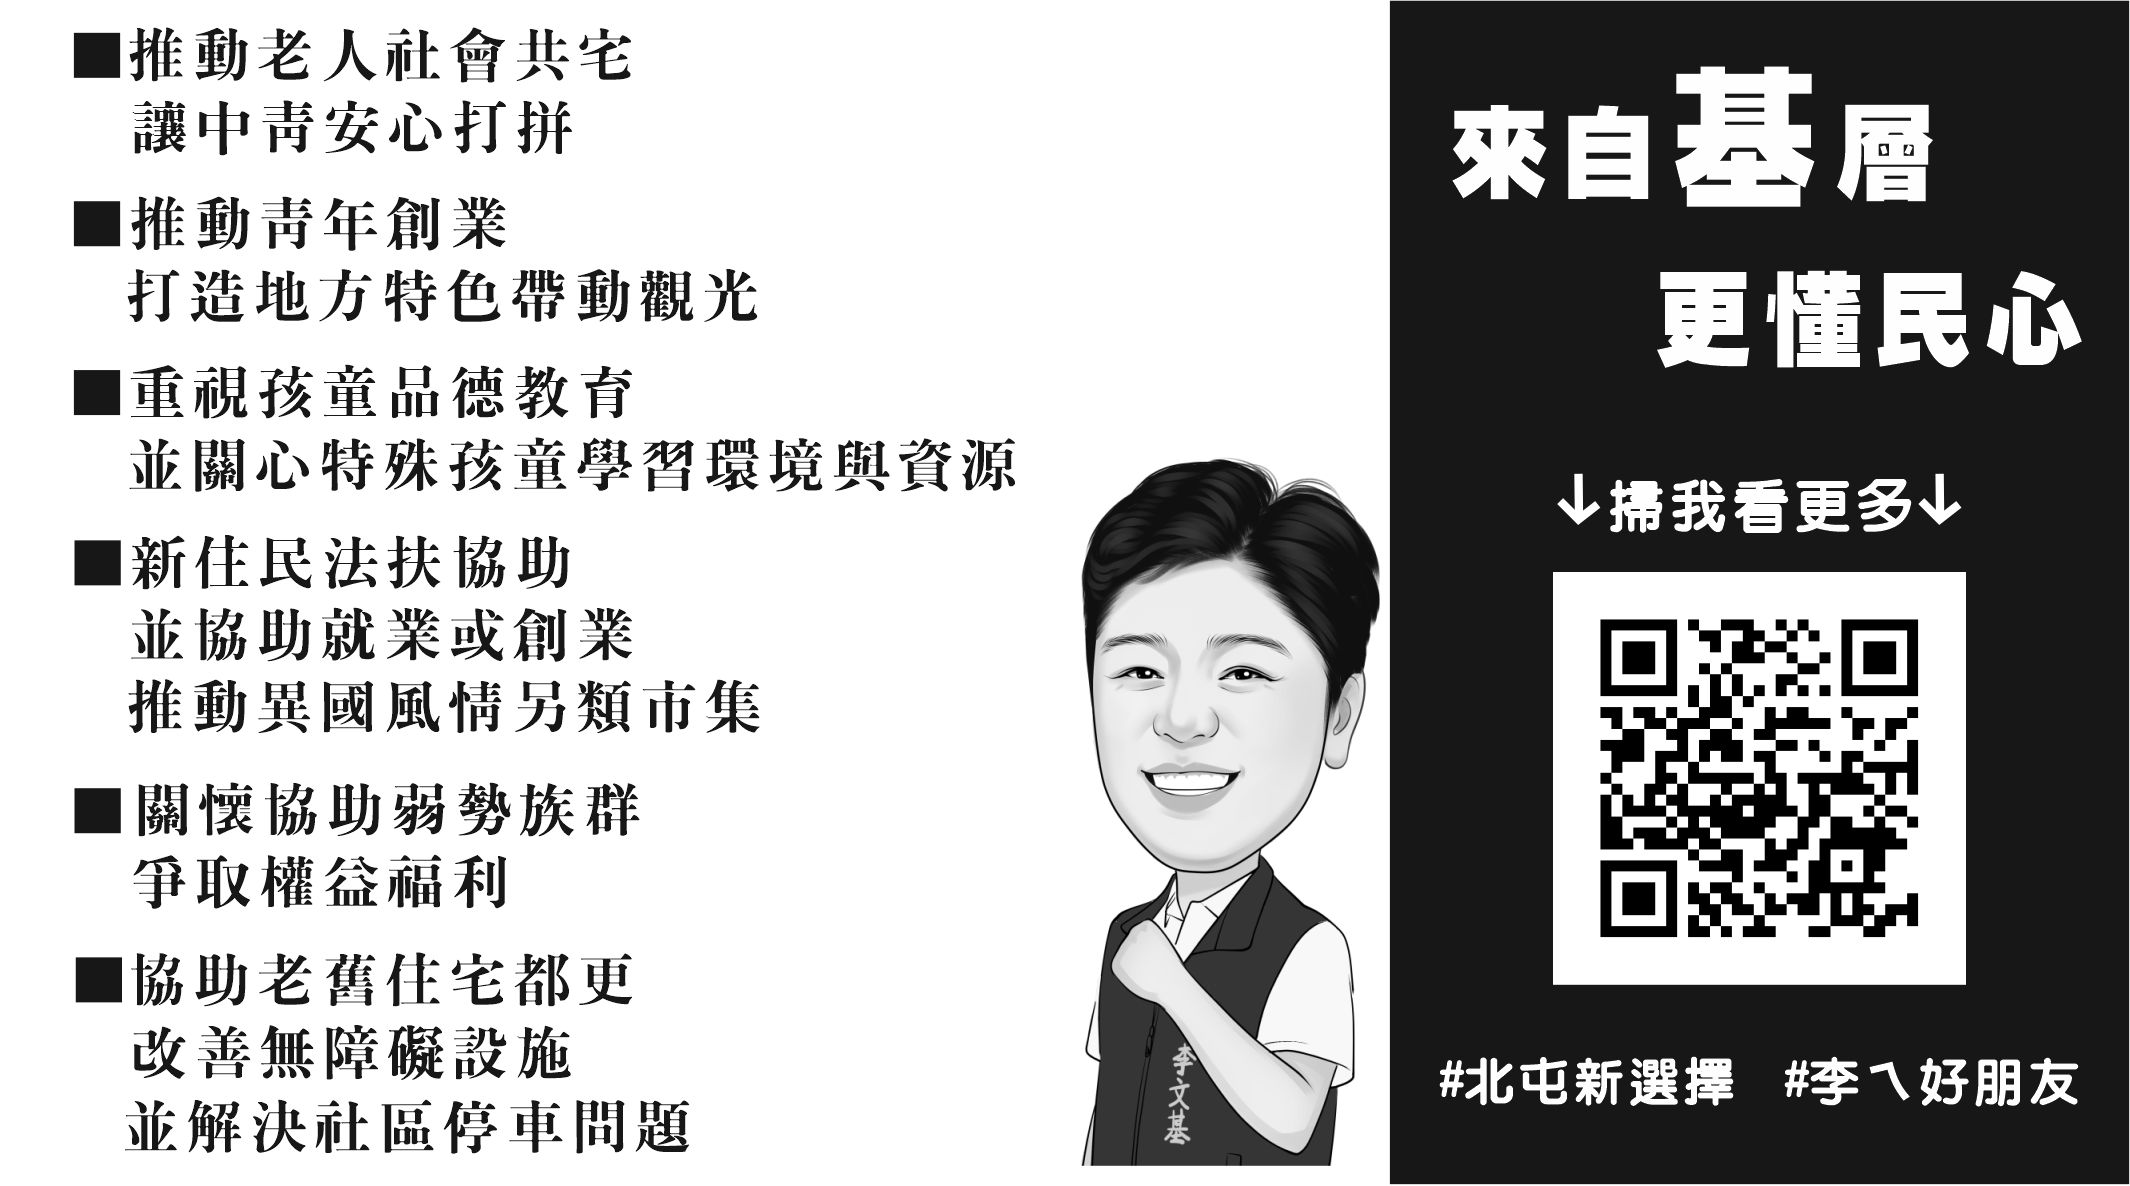 ■推動老人社會共宅
讓中青安心打拼
■推動青年創業
打造地方特色帶動觀光
■重視孩童品德教育
並關心特殊孩童學習環境與資源
■新住民法扶協助
並協助就業或創業
推動異國風情另類市集
■關懷協助弱勢族群
爭取權益福利
■協助老舊住宅都更
改善無障礙設施
並解決社區停車問題
李文基
來自基層
更懂民心
↓掃我看更多↓
#北屯新選擇 #李ㄟ好朋友